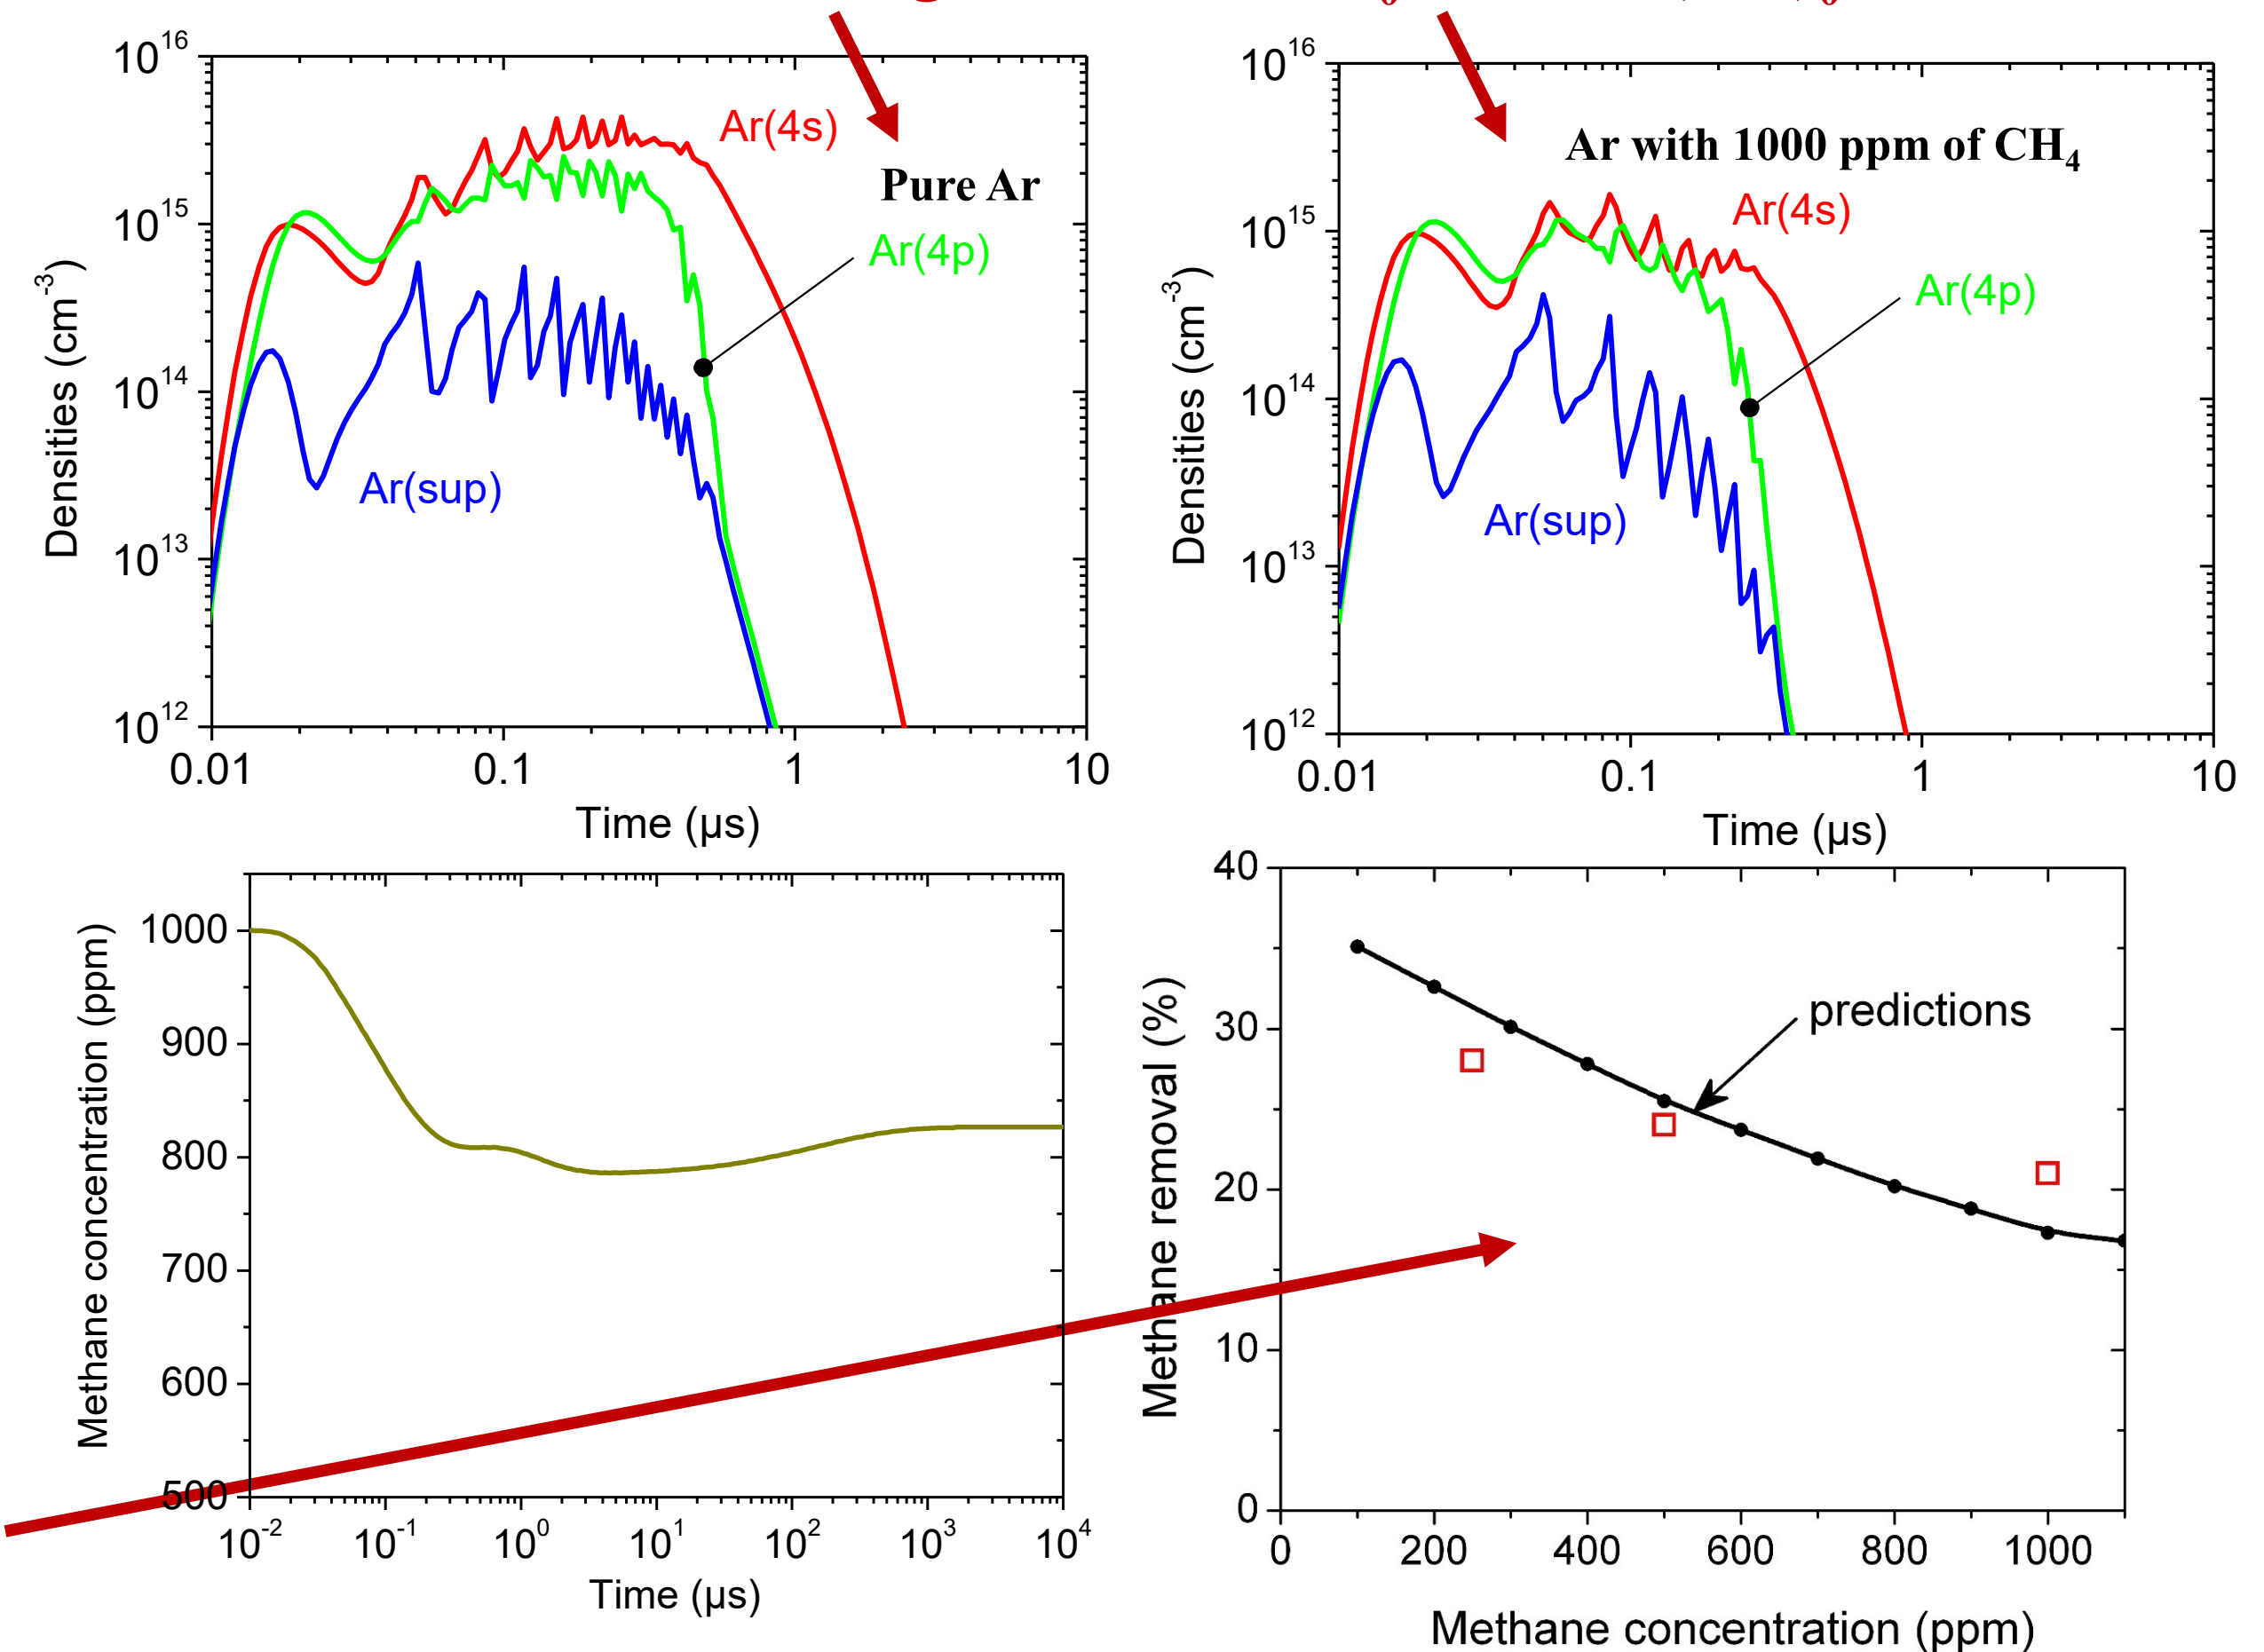 10^16
10^15
10^14
10^13
10^12
Densities (cm^-3)
Ar(4s)
Pure Ar
Ar(4p)
Ar(sup)
0.01 0.1 1 10
Time (µs)
10^16
10^15
10^14
10^13
10^12
Densities (cm^-3)
Ar with 1000 ppm of CH4
Ar(4s)
Ar(4p)
Ar(sup)
0.01 0.1 1 10
Time (µs)
1000
900
800
700
600
500
Methane concentration (ppm)
10^-2 10^-1 10^0 10^1 10^2 10^3 10^4
Time (µs)
40
30
20
10
0
Methane removal (%)
predictions
0 200 400 600 800 1000
Methane concentration (ppm)